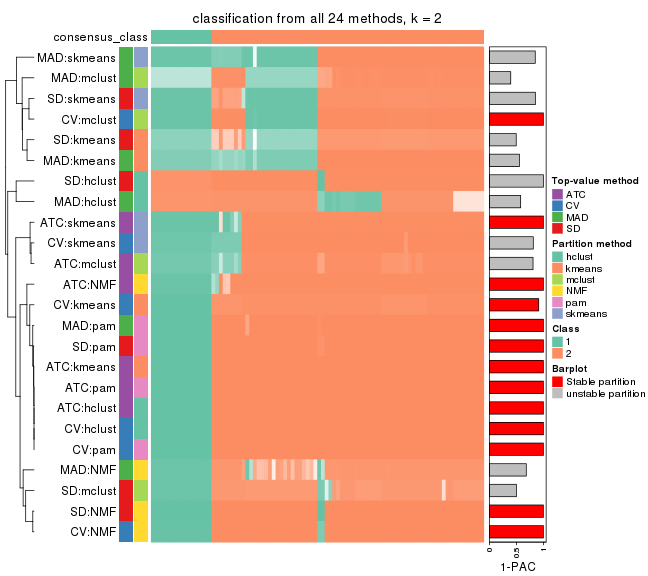 classification from all 24 methods, k = 2
consensus_class
MAD:skmeans
MAD:mclust
SD:skmeans
CV:mclust
SD:kmeans
MAD:kmeans
SD:hclust
MAD:hclust
ATC:skmeans
CV:skmeans
ATC:mclust
ATC:NMF
CV:kmeans
MAD:pam
SD:pam
ATC:kmeans
ATC:pam
ATC:hclust
CV:hclust
CV:pam
MAD:NMF
SD:mclust
SD:NMF
CV:NMF
0
0.5
1
1-PAC
Top-value method
ATC
CV
MAD
SD
Partition method
hclust
kmeans
mclust
NMF
pam
skmeans
Class
1
2
Barplot
Stable partition
unstable partition